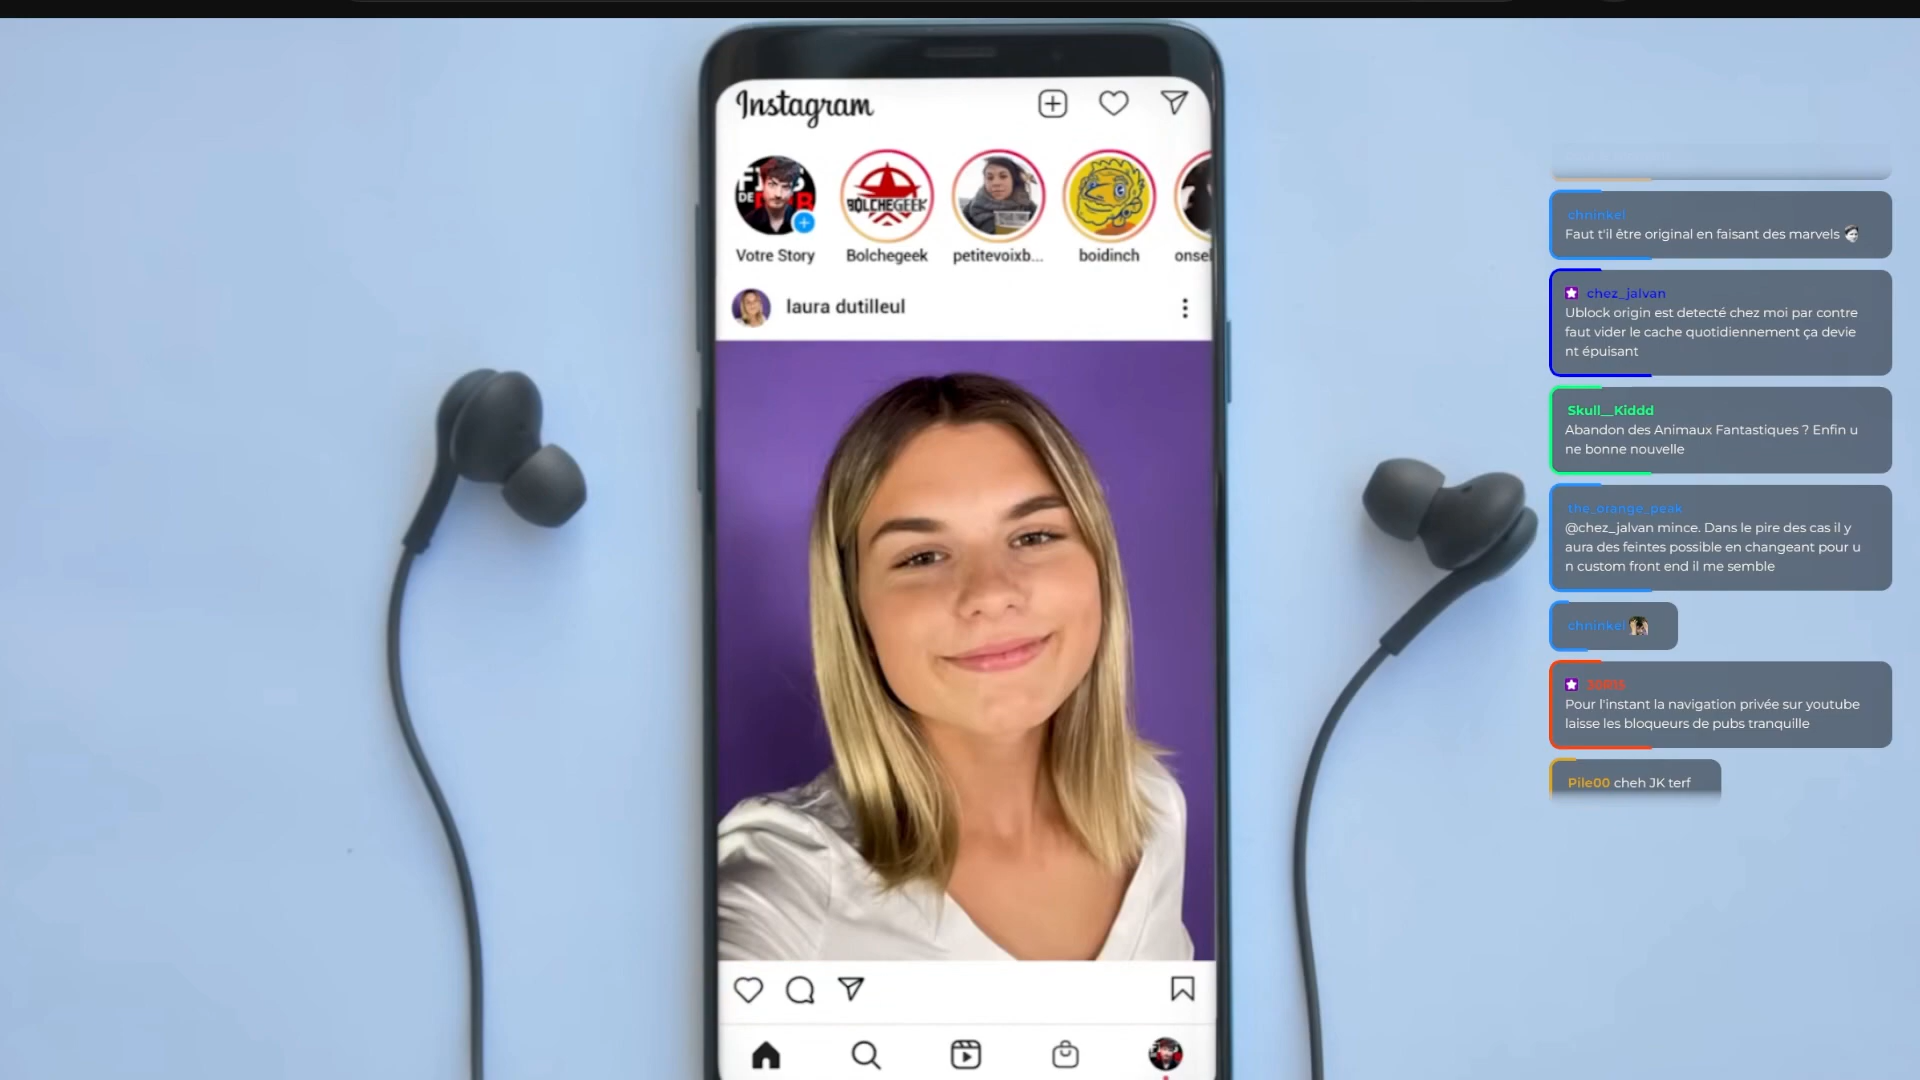 Instagram
FILS
DE
BOLCHEGEEK
Votre Story
Bolchegeek
petitevoixb...
boidinch
onsel
laura dutilleul
chninkel
Faut t'il être original en faisant des marvels
chez_jalvan
Ublock origin est detecté chez moi par contre
faut vider le cache quotidiennement ça devie
nt épuisant
Skull__Kiddd
Abandon des Animaux Fantastiques ? Enfin u
ne bonne nouvelle
the_orange_peak
@chez_jalvan mince. Dans le pire des cas il y
aura des feintes possible en changeant pour u
n custom front end il me semble
chninkel
Pour l'instant la navigation privée sur youtube
laisse les bloqueurs de pubs tranquille
Pile00 cheh JK terf